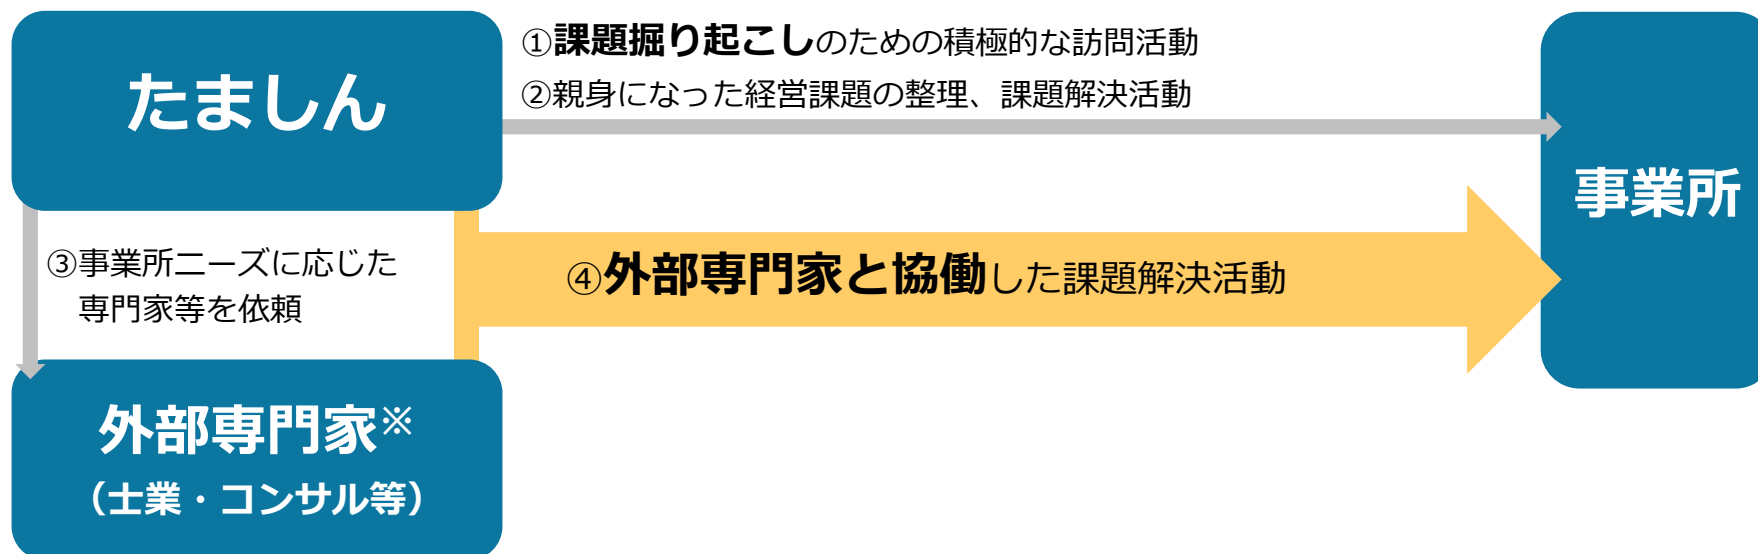 たましん
①課題掘り起こしのための積極的な訪問活動
②親身になった経営課題の整理、課題解決活動
事業所
③事業所ニーズに応じた
専門家等を依頼
④外部専門家と協働した課題解決活動
外部専門家※
（士業・コンサル等）